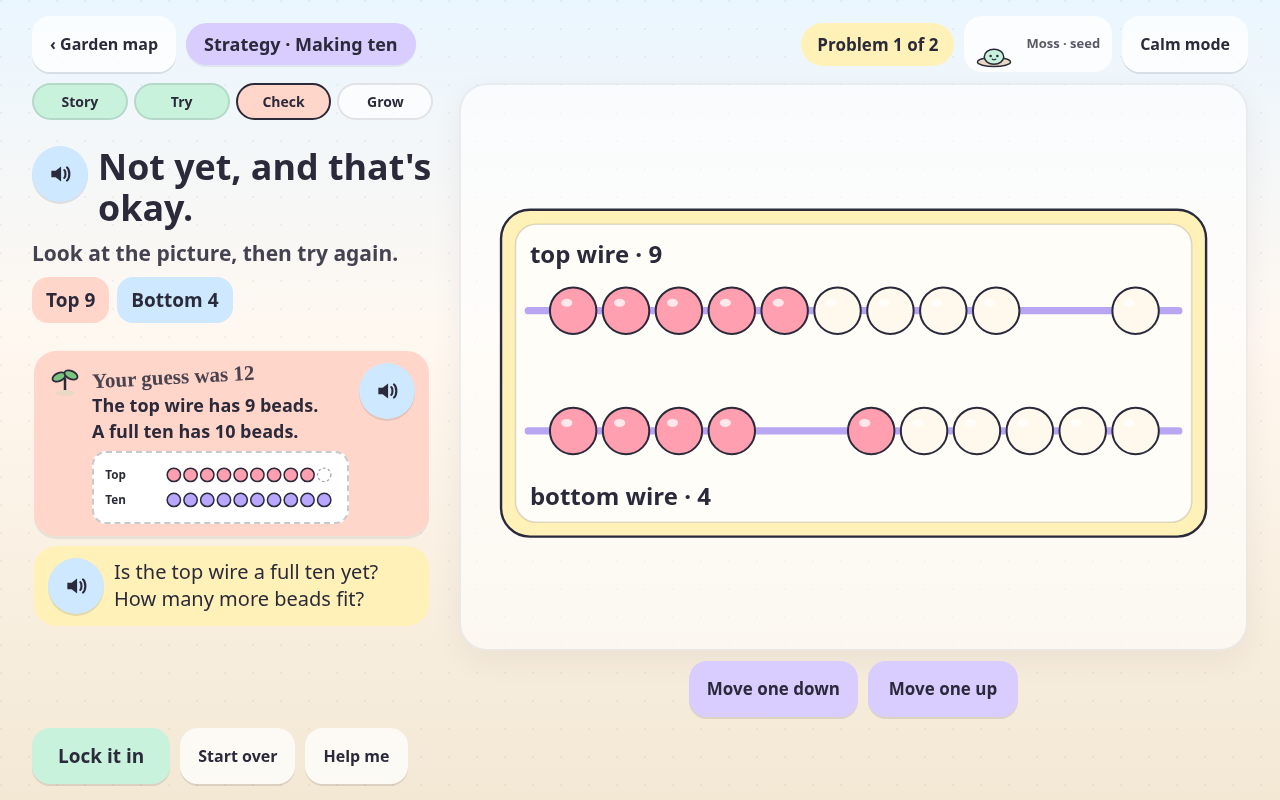 ‹ Garden map
Strategy · Making ten
Problem 1 of 2
Moss · seed
Calm mode
Story
Try
Check
Grow
Not yet, and that's
okay.
Look at the picture, then try again.
Top 9
Bottom 4
Your guess was 12
The top wire has 9 beads.
A full ten has 10 beads.
Top
Ten
Is the top wire a full ten yet?
How many more beads fit?
top wire · 9
bottom wire · 4
Move one down
Move one up
Lock it in
Start over
Help me